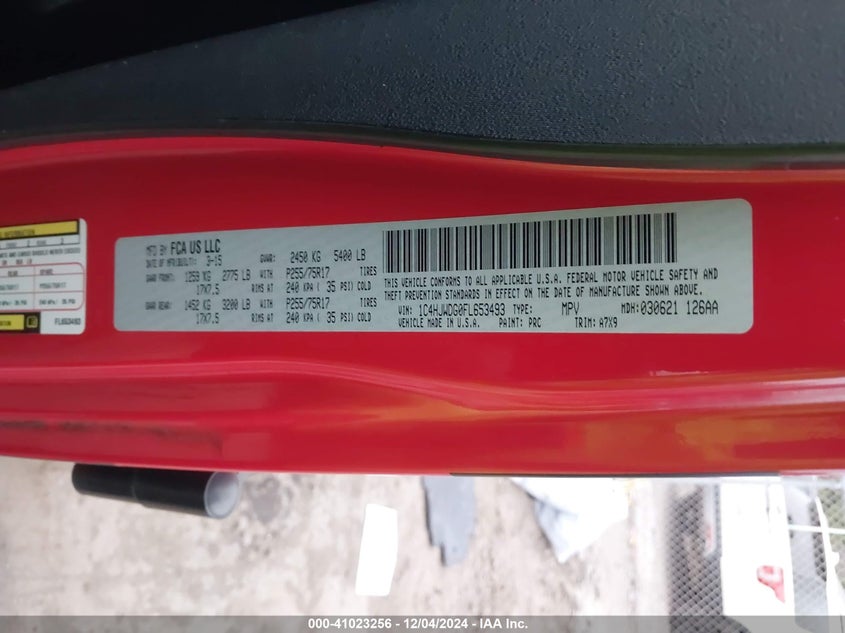 INFORMATION
FL653493
MFD BY FCA US LLC
DATE OF MFR(BUILT): 3-15 GVWR: 2450 KG 5400 LB
GAWR FRONT: 1259 KG 2775 LB WITH P255/75R17 TIRES
17X7.5 RIMS AT 240 KPA ( 35 PSI) COLD
GAWR REAR: 1452 KG 3200 LB WITH P255/75R17 TIRES
17X7.5 RIMS AT 240 KPA ( 35 PSI) COLD
THIS VEHICLE CONFORMS TO ALL APPLICABLE U.S.A. FEDERAL MOTOR VEHICLE SAFETY AND
THEFT PREVENTION STANDARDS IN EFFECT ON THE DATE OF MANUFACTURE SHOWN ABOVE.
VIN: 1C4HJWDG0FL653493 TYPE: MPV MDH:030621 126AA
VEHICLE MADE IN U.S.A. PAINT: PRC TRIM: A7X9
000-41023256 - 12/04/2024 - IAA Inc.